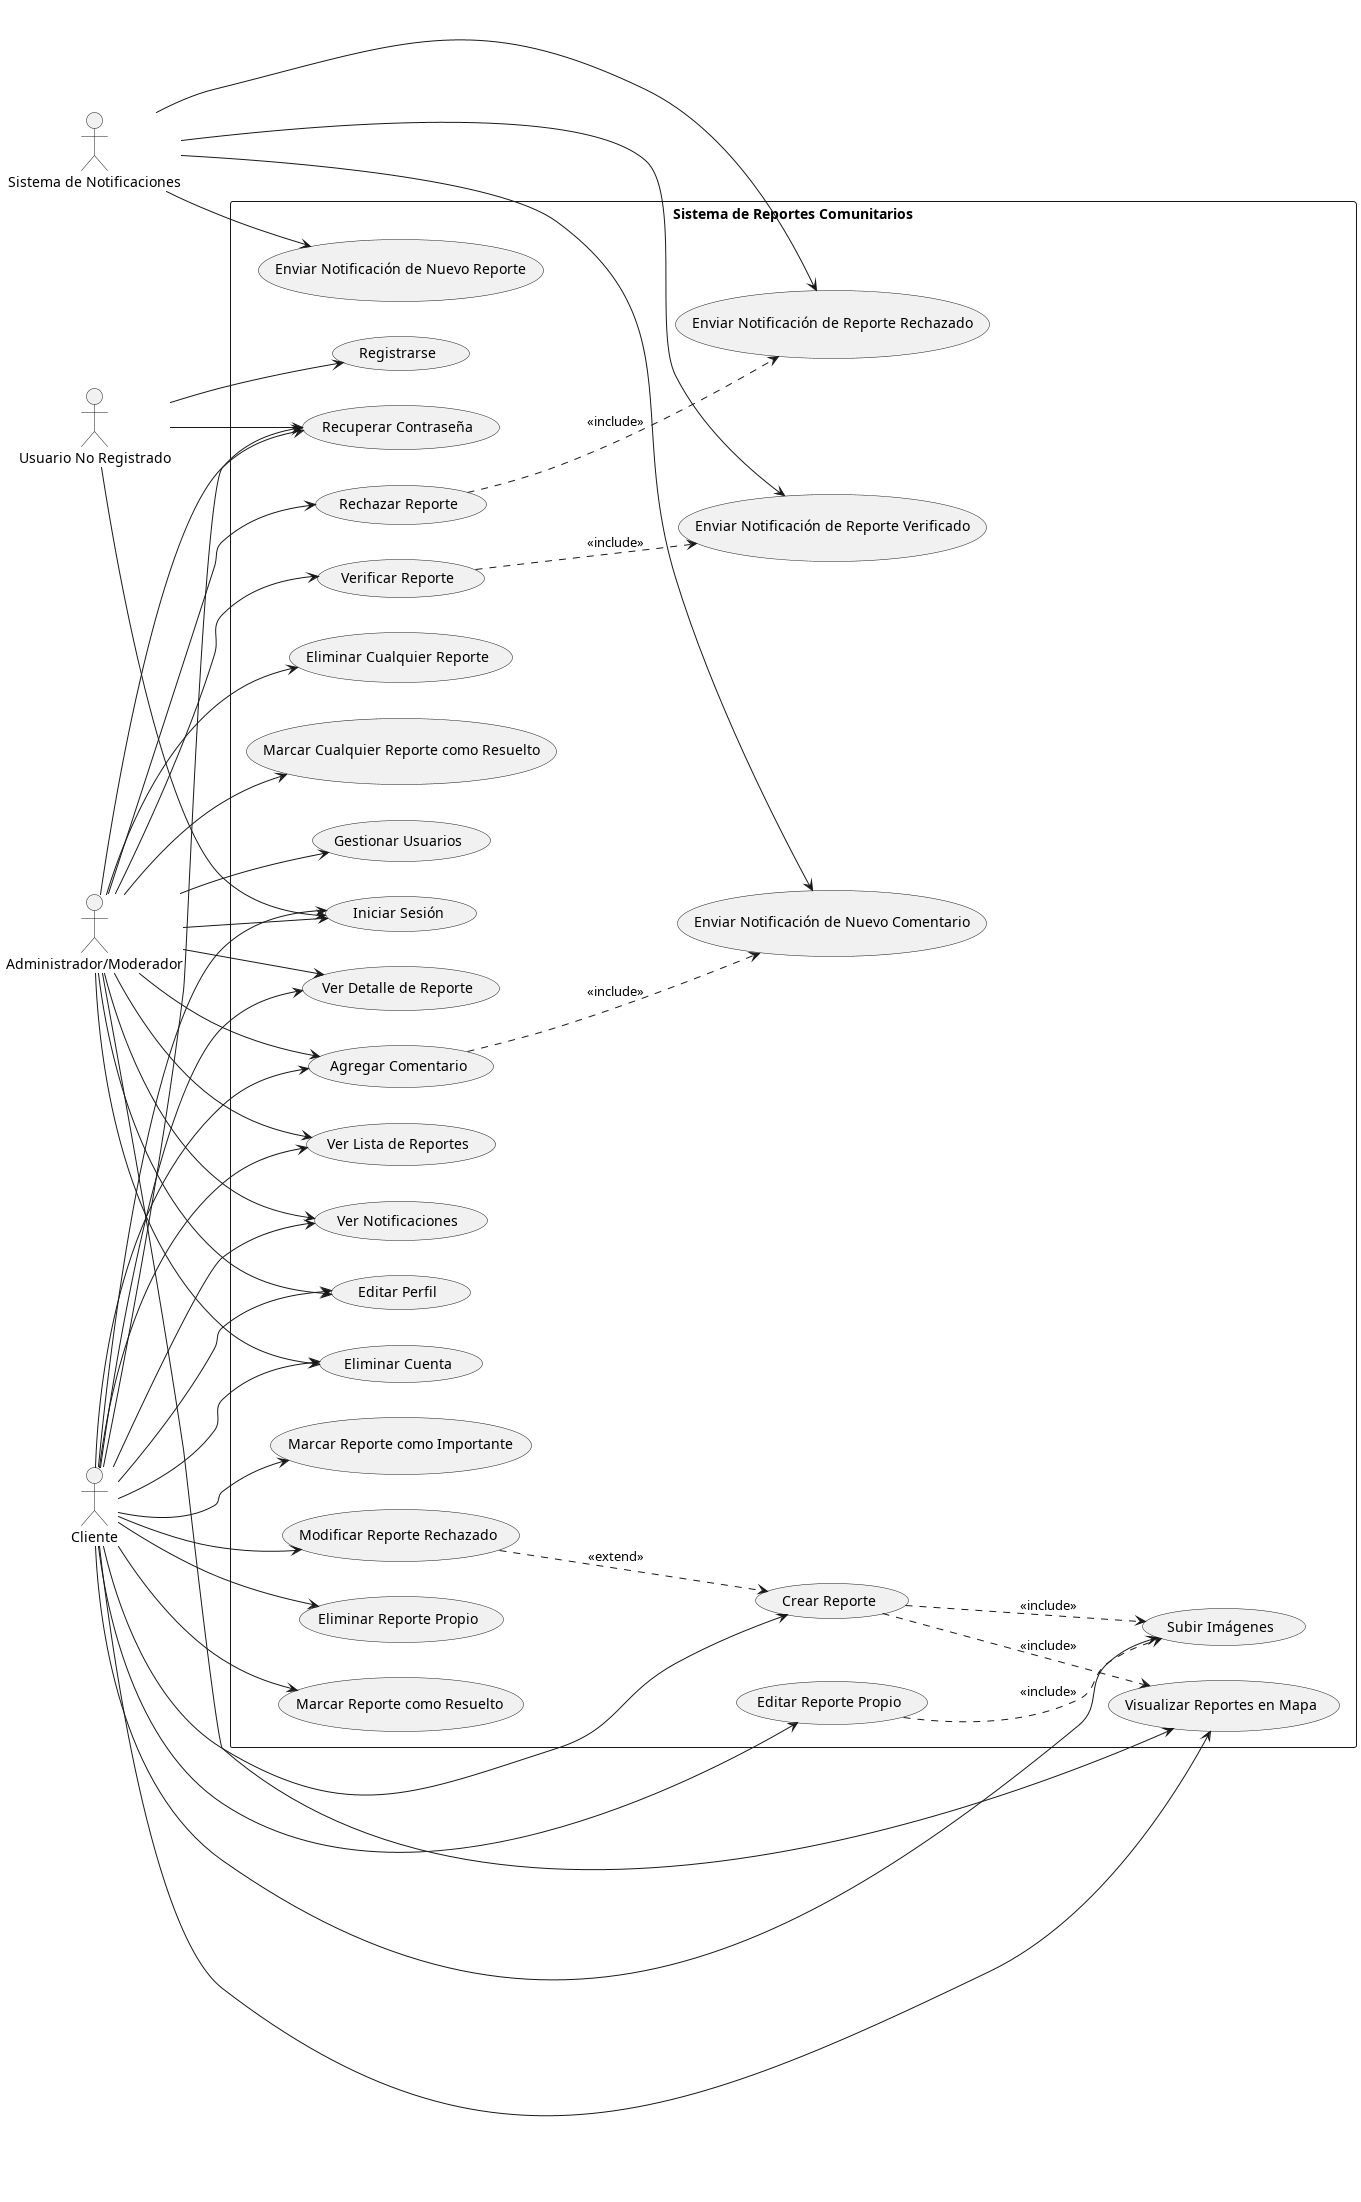 Sistema de Notificaciones
Sistema de Reportes Comunitarios
Enviar Notificación de Nuevo Reporte
Enviar Notificación de Reporte Rechazado
Registrarse
Recuperar Contraseña
«include»
Usuario No Registrado
Rechazar Reporte
Enviar Notificación de Reporte Verificado
«include»
Verificar Reporte
Eliminar Cualquier Reporte
Marcar Cualquier Reporte como Resuelto
Gestionar Usuarios
Iniciar Sesión
Enviar Notificación de Nuevo Comentario
Administrador/Moderador
Ver Detalle de Reporte
«include»
Agregar Comentario
Ver Lista de Reportes
Ver Notificaciones
Editar Perfil
Eliminar Cuenta
Marcar Reporte como Importante
Cliente
Modificar Reporte Rechazado
«extend»
Crear Reporte
«include»
Eliminar Reporte Propio
Subir Imágenes
«include»
«include»
Marcar Reporte como Resuelto
Editar Reporte Propio
Visualizar Reportes en Mapa